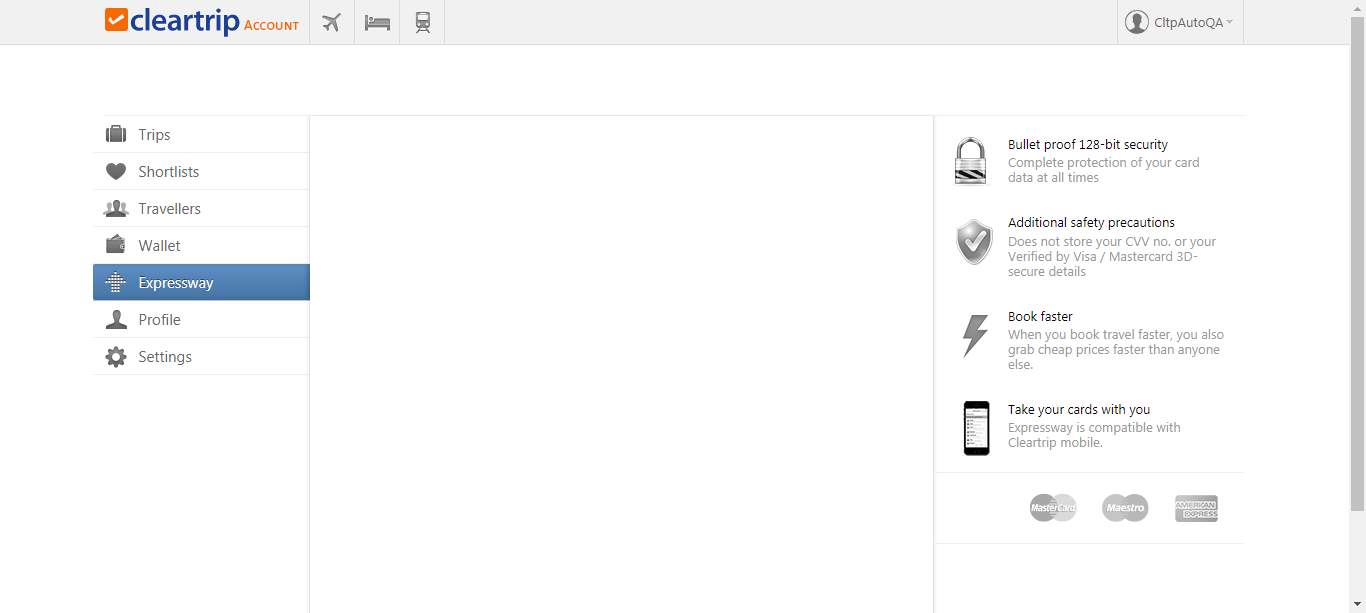 cleartrip ACCOUNT
CltpAutoQA
Trips
Shortlists
Travellers
Wallet
Expressway
Profile
Settings
Bullet proof 128-bit security
Complete protection of your card
data at all times
Additional safety precautions
Does not store your CVV no. or your
Verified by Visa / Mastercard 3D-
secure details
Book faster
When you book travel faster, you also
grab cheap prices faster than anyone
else.
Take your cards with you
Expressway is compatible with
Cleartrip mobile.
MasterCard Maestro AMERICAN
EXPRESS